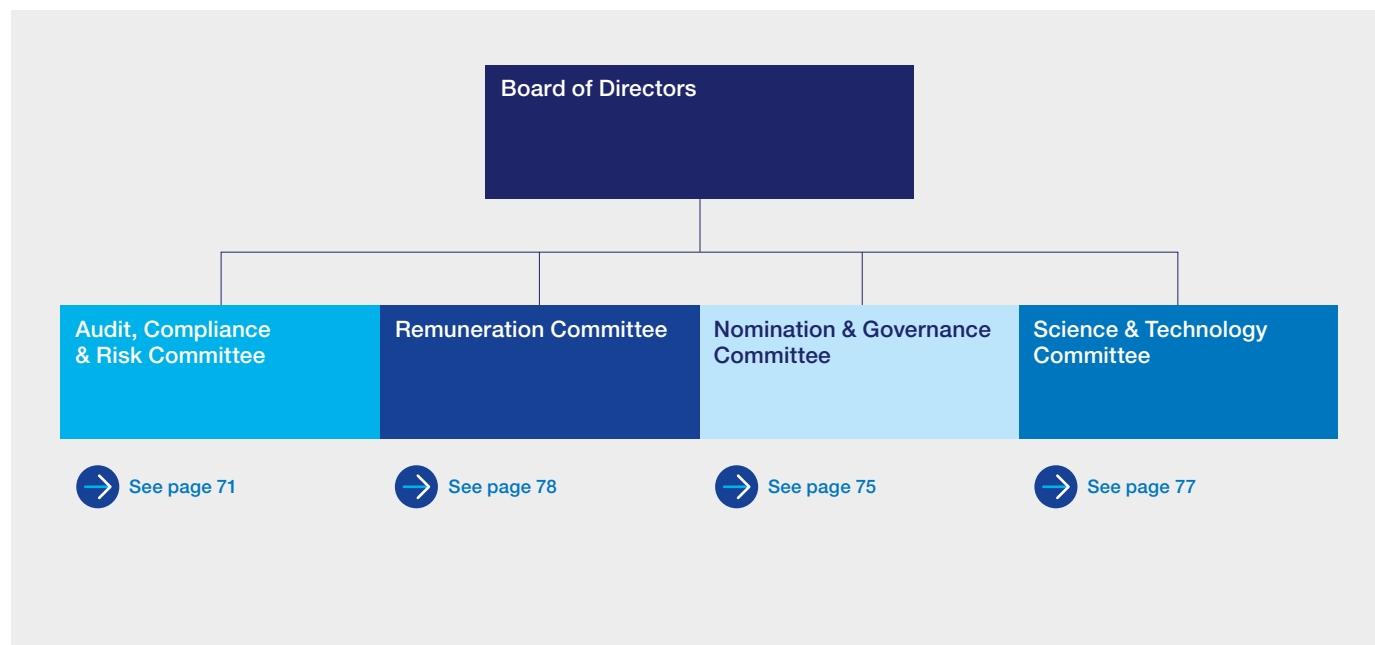 Board of Directors
Audit, Compliance
& Risk Committee
Remuneration Committee
Nomination & Governance
Committee
Science & Technology
Committee
See page 71
See page 78
See page 75
See page 77